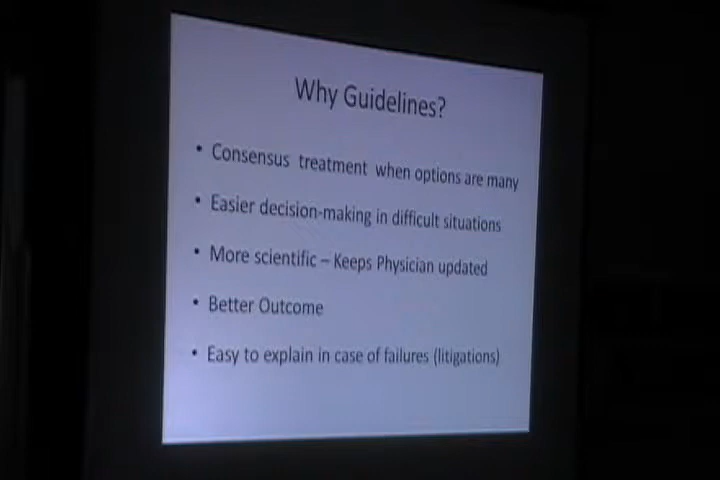 Why Guidelines?
• Consensus treatment when options are many
• Easier decision-making in difficult situations
• More scientific – Keeps Physician updated
• Better Outcome
• Easy to explain in case of failures (litigations)